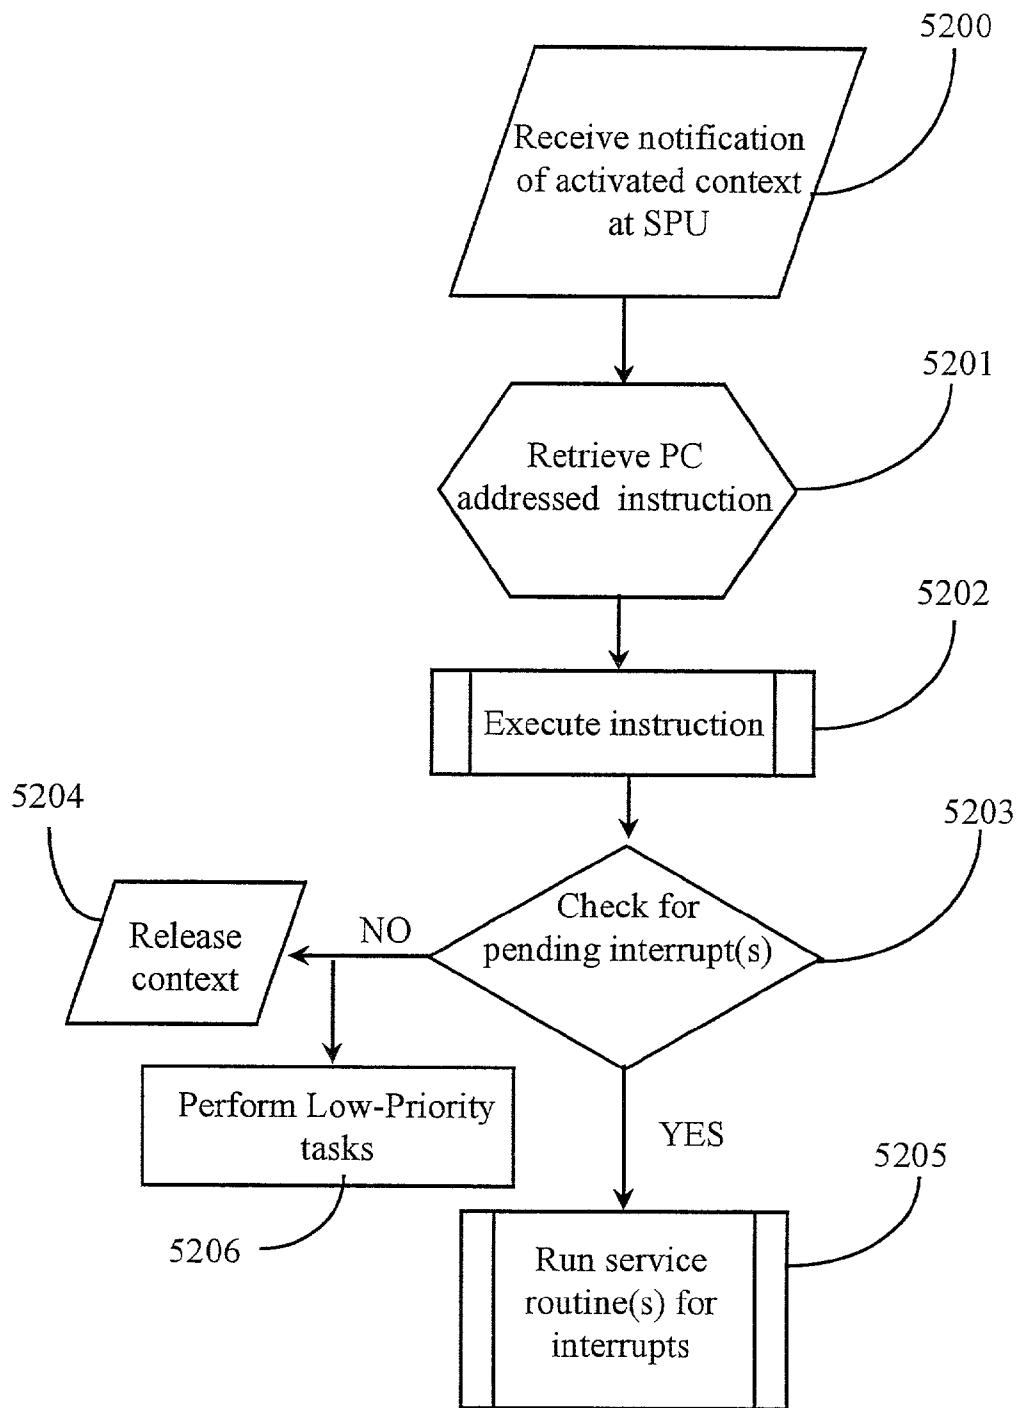 5200
Receive notification
of activated context
at SPU
5201
Retrieve PC
addressed instruction
5202
Execute instruction
5204
5203
Check for
pending interrupt(s)
NO
Release
context
Perform Low-Priority
tasks
YES
5205
5206
Run service
routine(s) for
interrupts